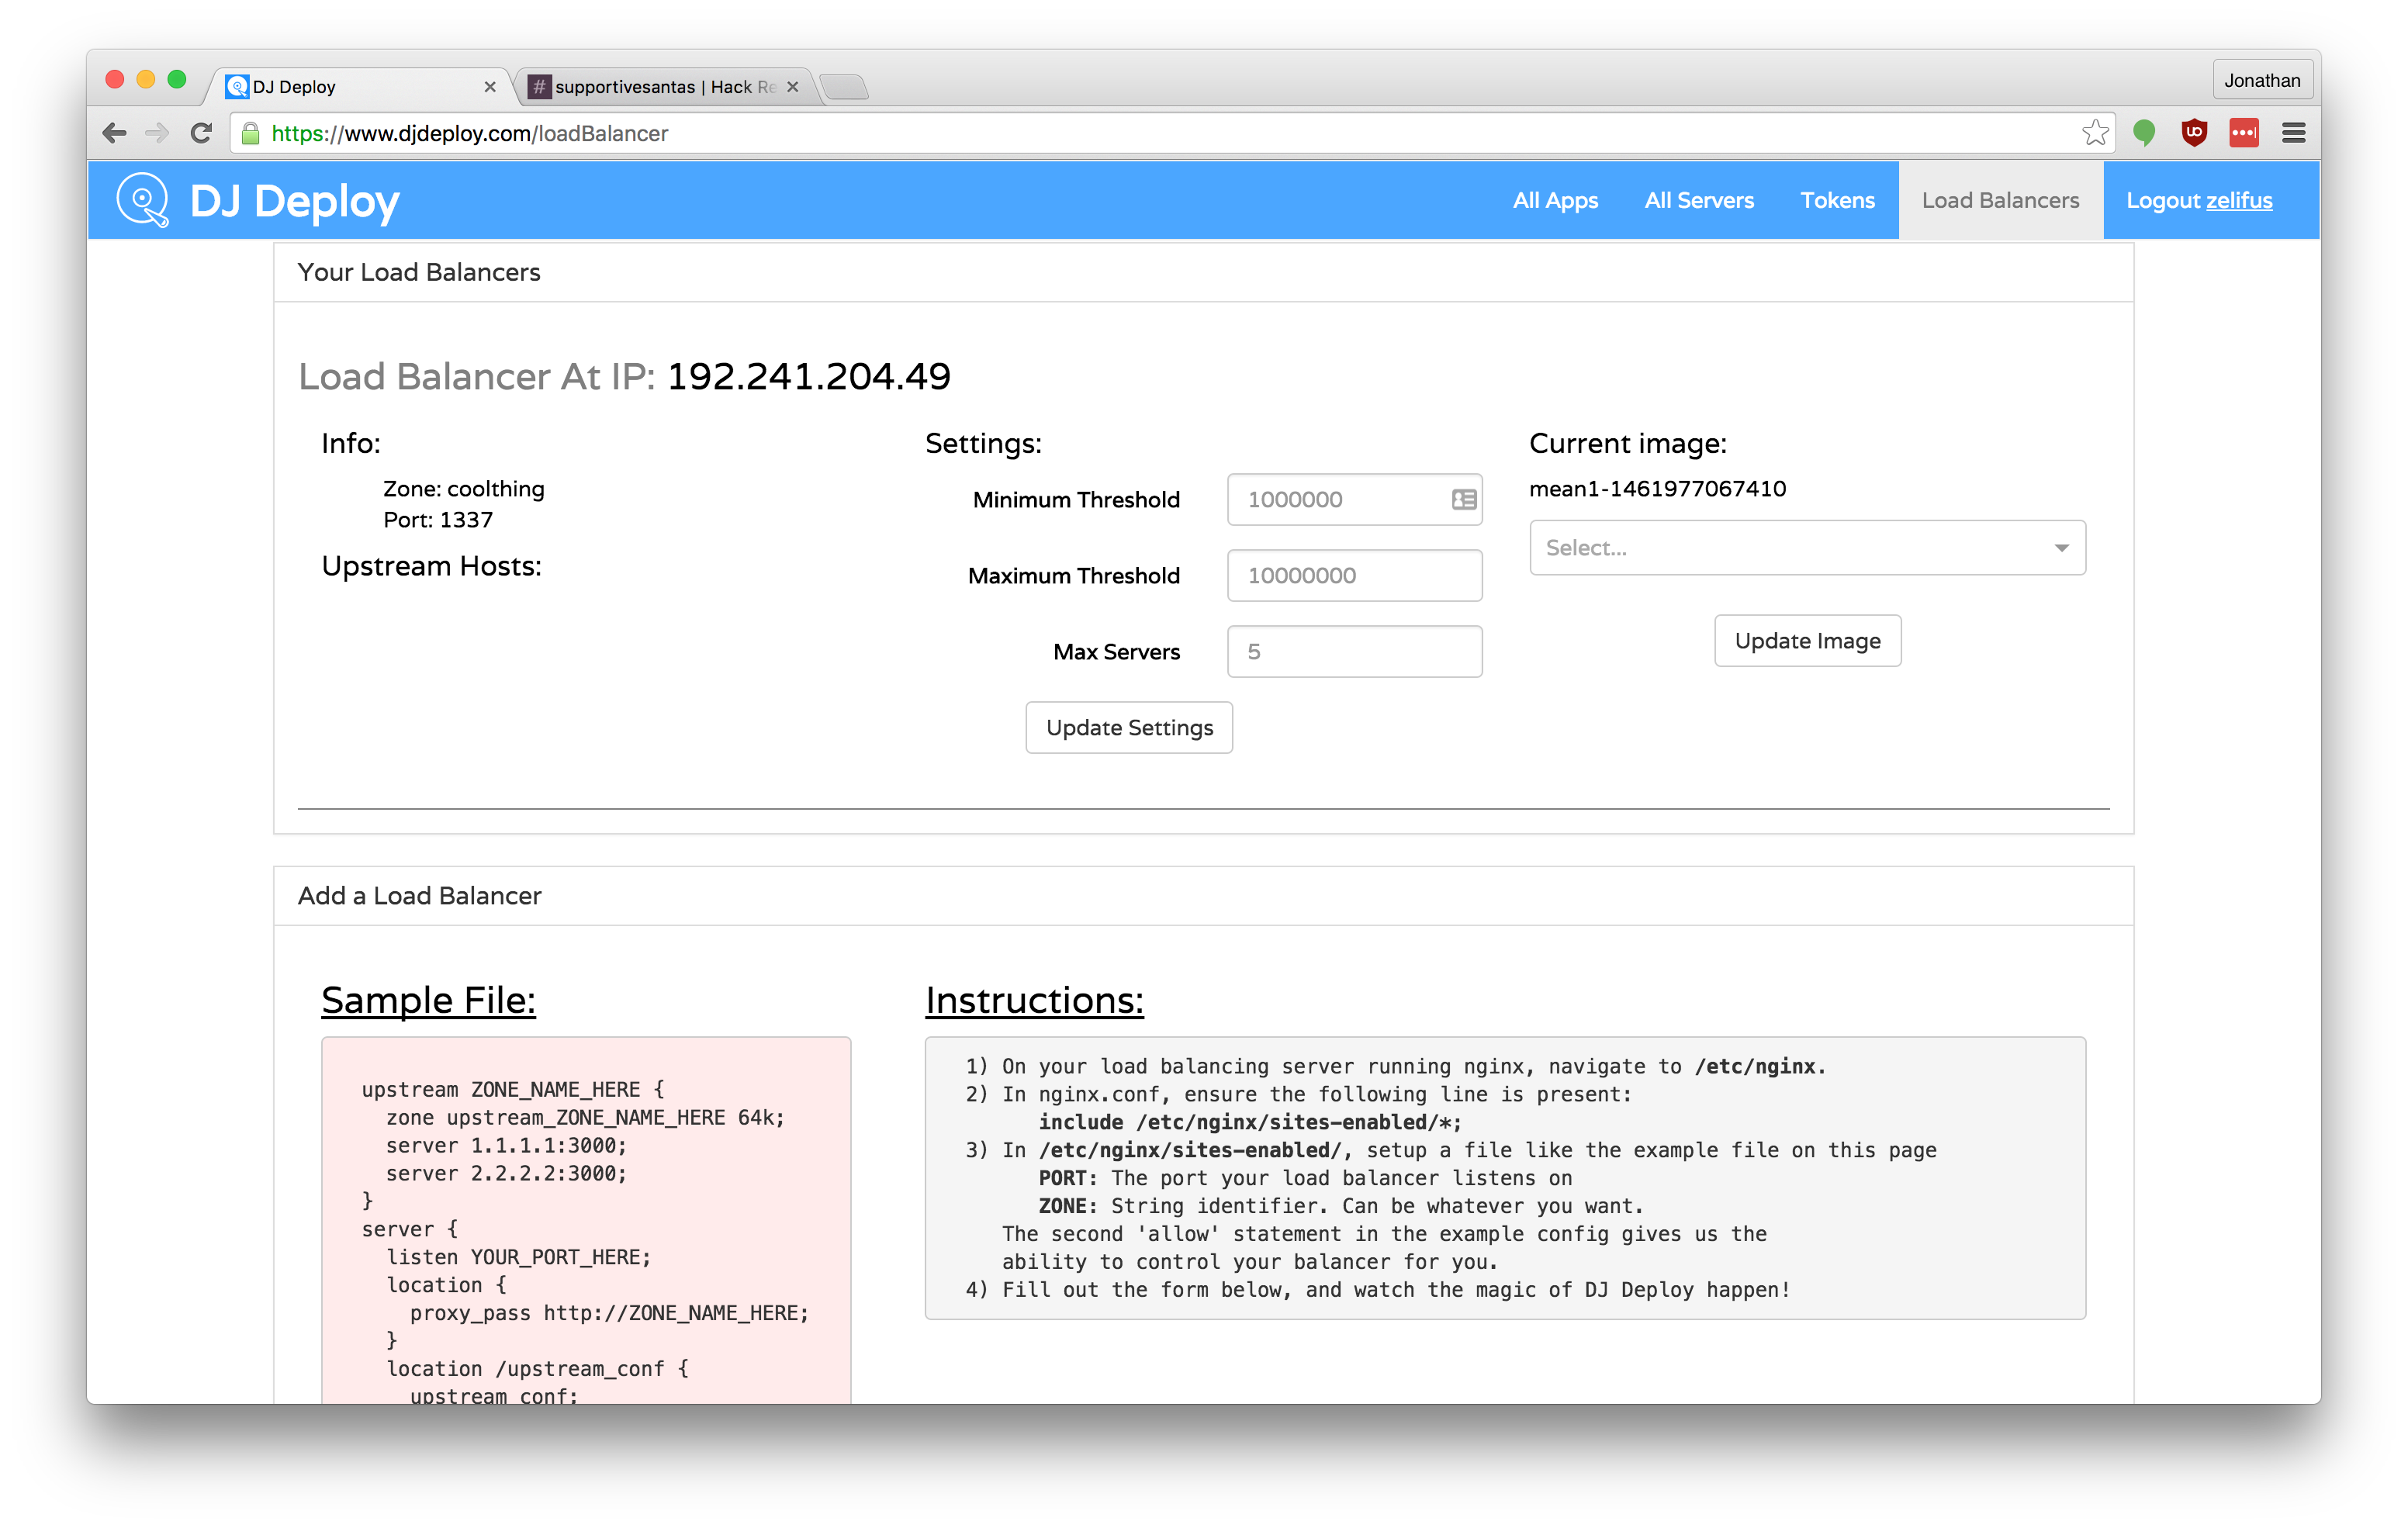 DJ Deploy
supportivesantas | Hack Re
Jonathan
https://www.djdeploy.com/loadBalancer
DJ Deploy
All Apps
All Servers
Tokens
Load Balancers
Logout zelifus
Your Load Balancers
Load Balancer At IP: 192.241.204.49
Info:
Zone: coolthing
Port: 1337
Upstream Hosts:
Settings:
Minimum Threshold
1000000
Maximum Threshold
10000000
Max Servers
5
Update Settings
Current image:
mean1-1461977067410
Select...
Update Image
Add a Load Balancer
Sample File:
upstream ZONE_NAME_HERE {
zone upstream_ZONE_NAME_HERE 64k;
server 1.1.1.1:3000;
server 2.2.2.2:3000;
}
server {
listen YOUR_PORT_HERE;
location {
proxy_pass http://ZONE_NAME_HERE;
}
location /upstream_conf {
upstream_conf;
Instructions:
1) On your load balancing server running nginx, navigate to /etc/nginx.
2) In nginx.conf, ensure the following line is present:
include /etc/nginx/sites-enabled/*;
3) In /etc/nginx/sites-enabled/, setup a file like the example file on this page
PORT: The port your load balancer listens on
ZONE: String identifier. Can be whatever you want.
The second 'allow' statement in the example config gives us the
ability to control your balancer for you.
4) Fill out the form below, and watch the magic of DJ Deploy happen!